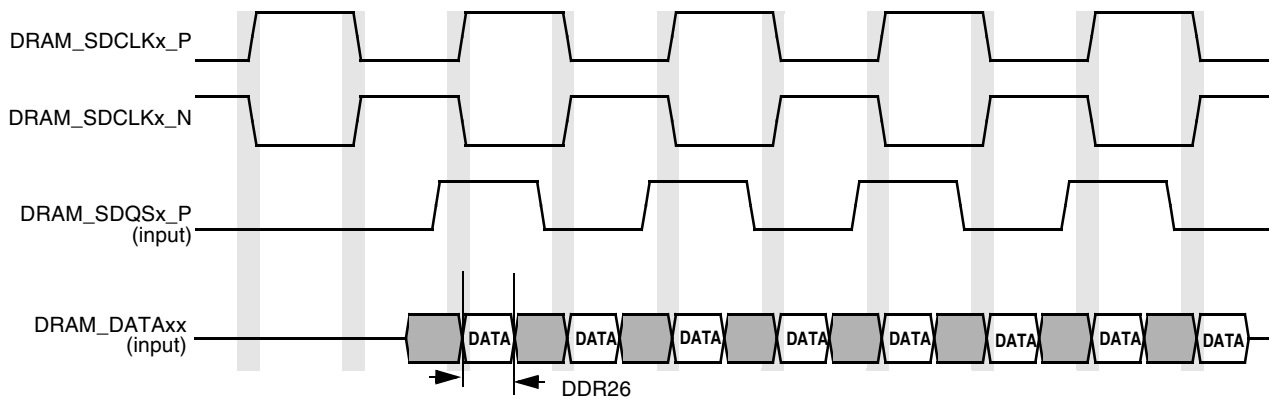 DRAM_SDCLKx_P
DRAM_SDCLKx_N
DRAM_SDQSx_P
(input)
DRAM_DATAxx
(input)
DATA DATA DATA DATA DATA DATA DATA DATA
DDR26